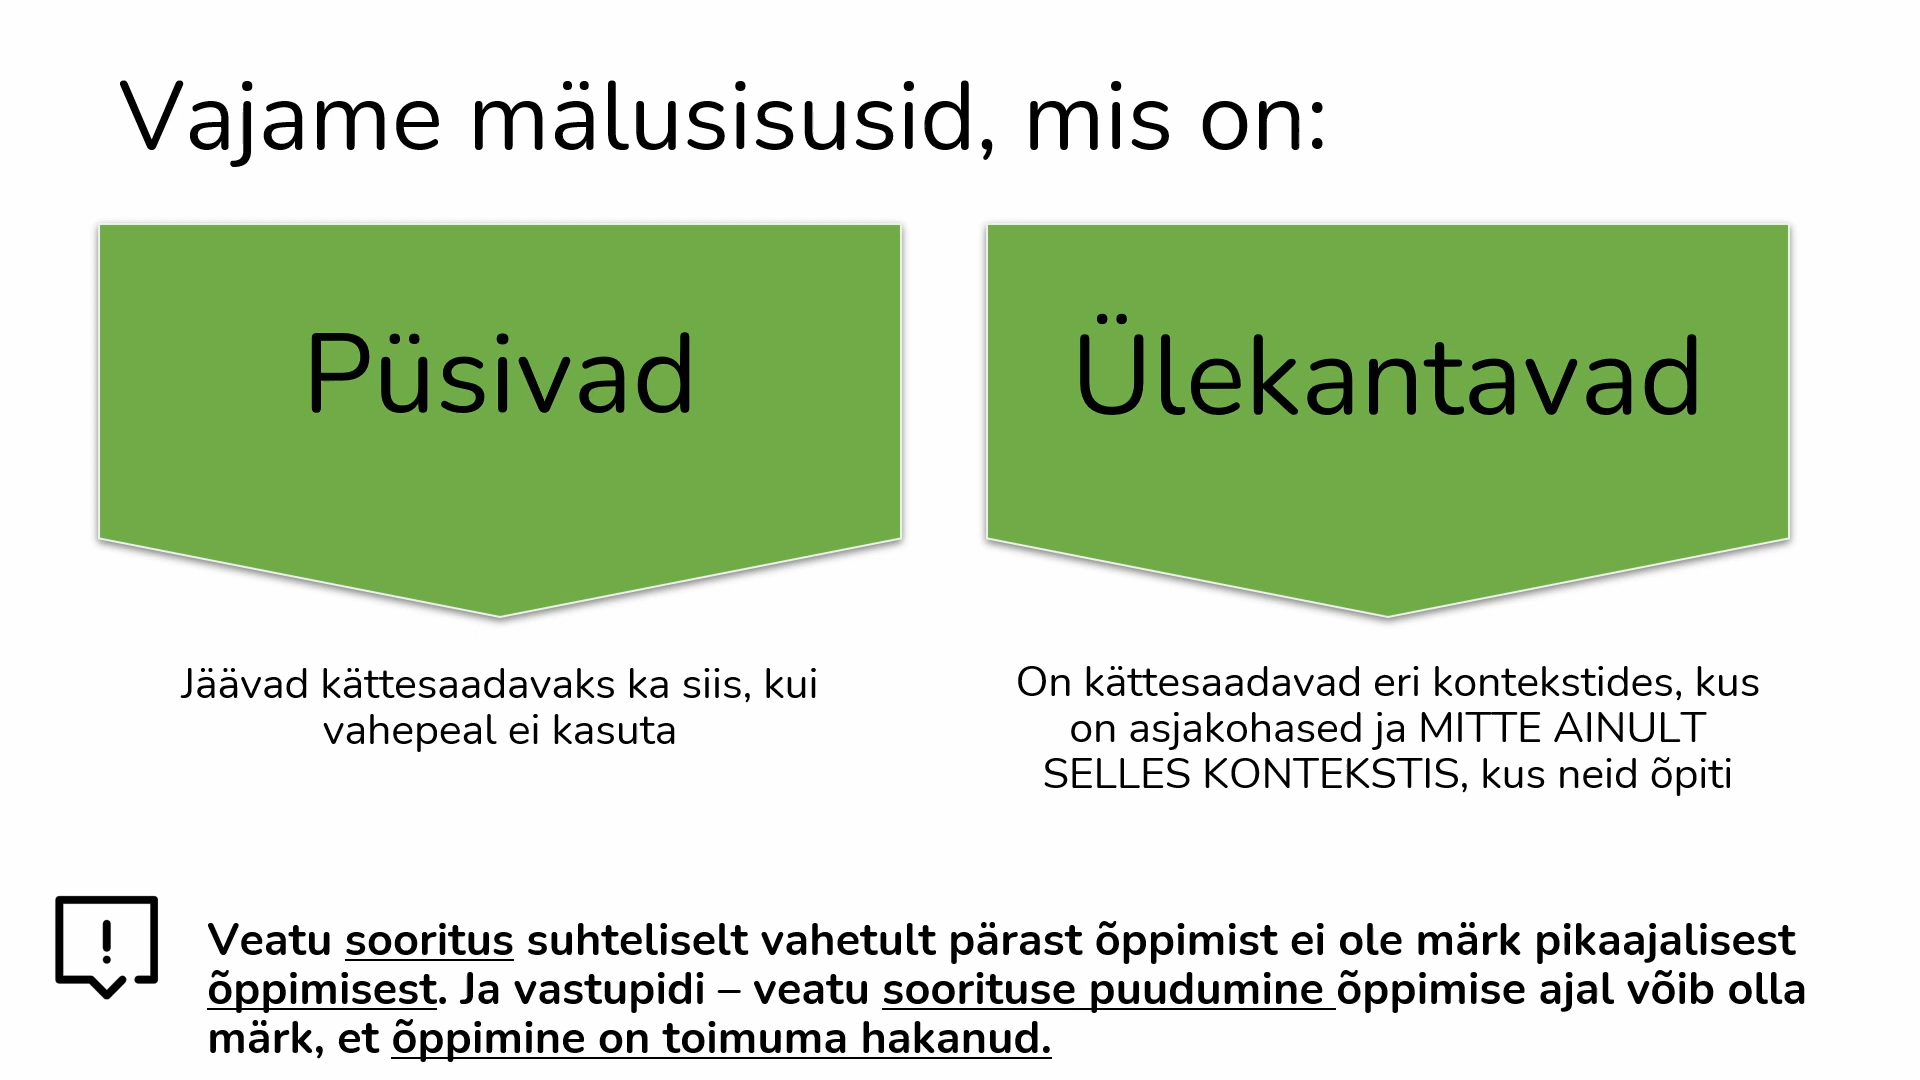 Vajame mälusisusid, mis on:
Püsivad
Jäävad kättesaadavaks ka siis, kui
vahepeal ei kasuta
Ülekantavad
On kättesaadavad eri kontekstides, kus
on asjakohased ja MITTE AINULT
SELLES KONTEKSTIS, kus neid õpiti
Veatu sooritus suhteliselt vahetult pärast õppimist ei ole märk pikaajalisest
õppimisest. Ja vastupidi – veatu soorituse puudumine õppimise ajal võib olla
märk, et õppimine on toimuma hakanud.